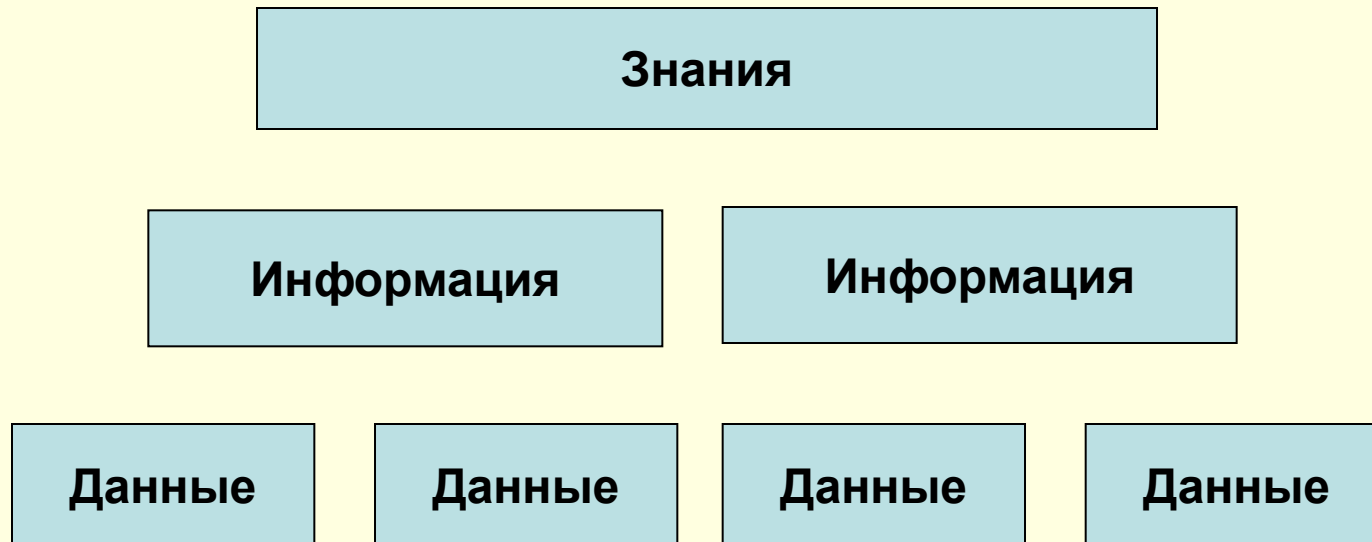 Знания
Информация Информация
Данные Данные Данные Данные